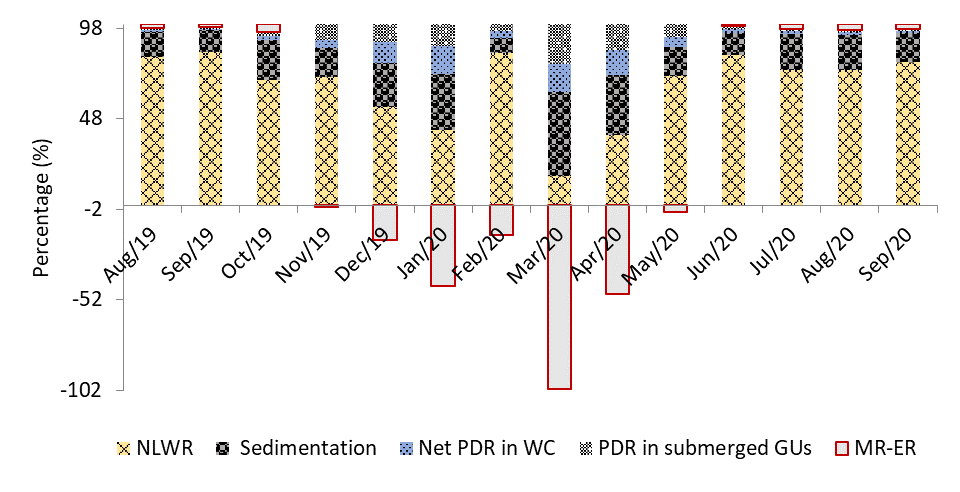 98
48
-2
-52
-102
Percentage (%)
Aug/19 Sep/19 Oct/19 Nov/19 Dec/19 Jan/20 Feb/20 Mar/20 Apr/20 May/20 Jun/20 Jul/20 Aug/20 Sep/20
NLWR Sedimentation Net PDR in WC PDR in submerged GUs MR-ER